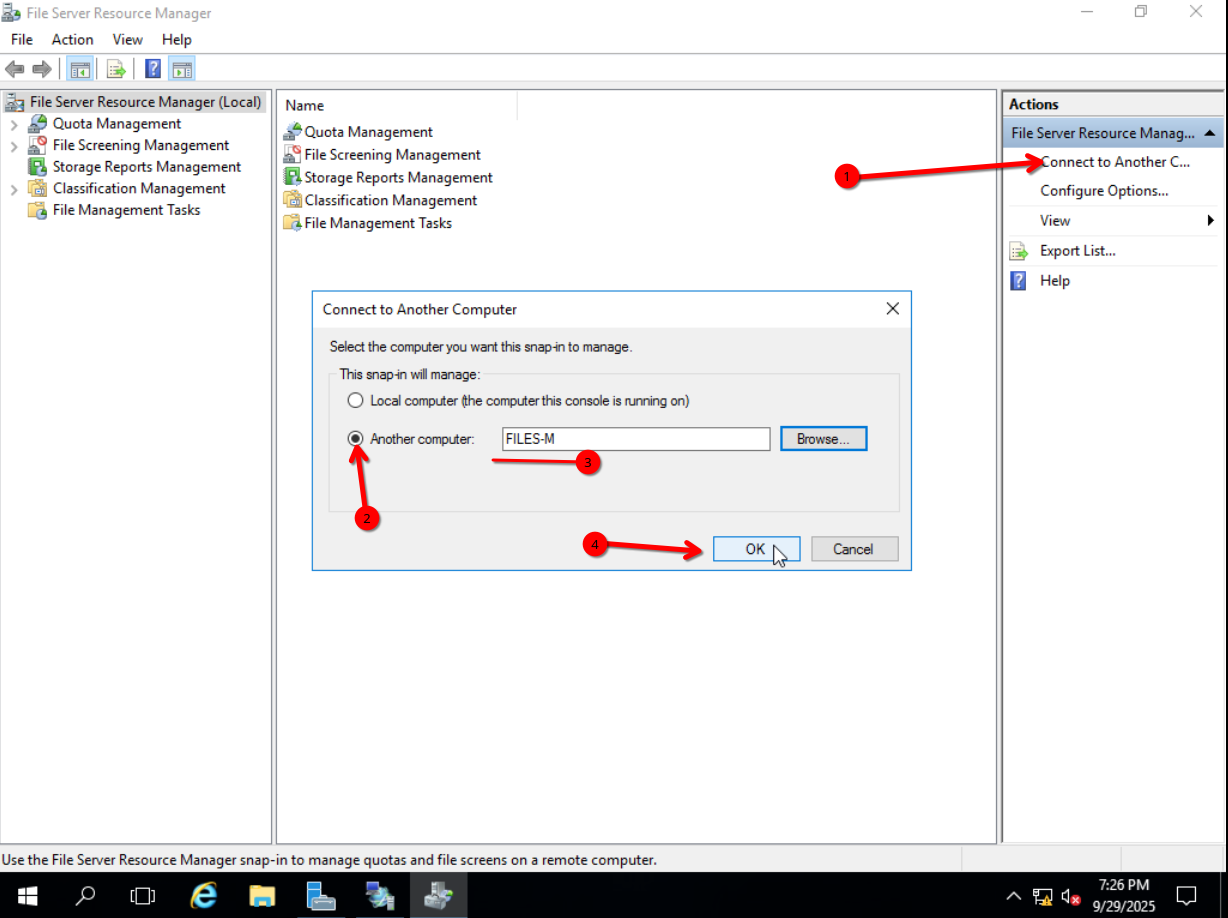 File Server Resource Manager
File Action View Help
File Server Resource Manager (Local)
Quota Management
File Screening Management
Storage Reports Management
Classification Management
File Management Tasks
Name
Quota Management
File Screening Management
Storage Reports Management
Classification Management
File Management Tasks
Actions
File Server Resource Manag...
1
Connect to Another C...
Configure Options...
View
Export List...
Help
Connect to Another Computer
Select the computer you want this snap-in to manage.
This snap-in will manage:
Local computer (the computer this console is running on)
Another computer: FILES-M Browse...
3
2
4
OK Cancel
Use the File Server Resource Manager snap-in to manage quotas and file screens on a remote computer.
7:26 PM
9/29/2025